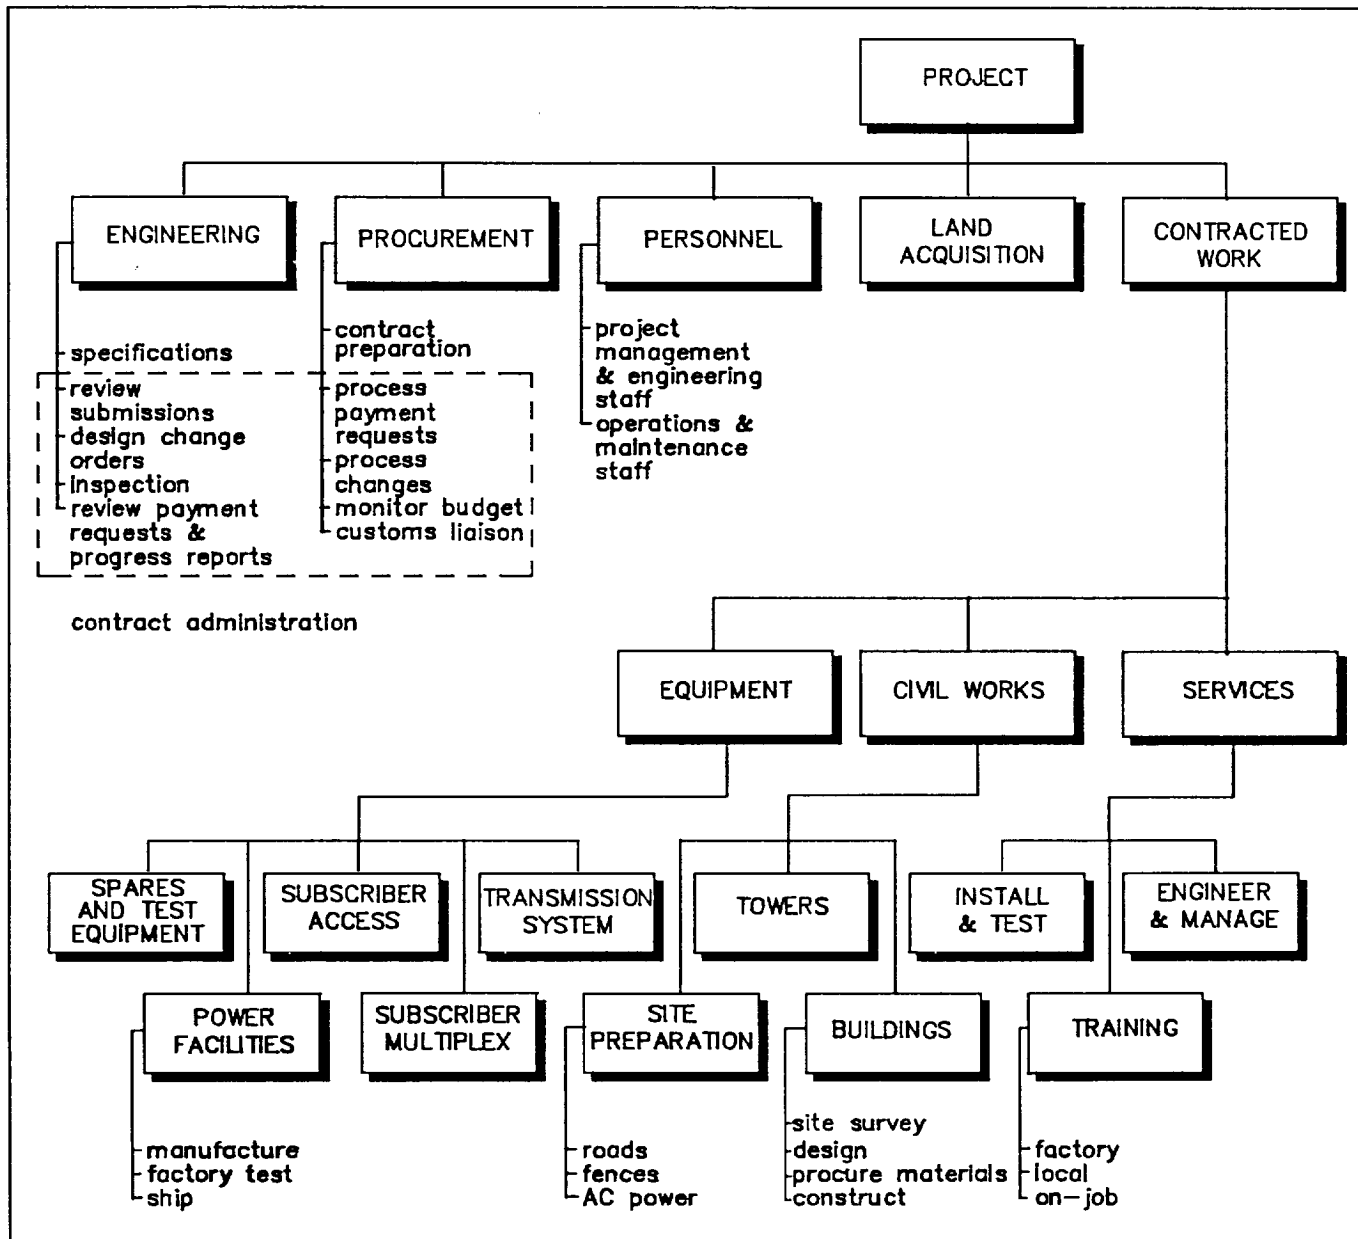 PROJECT
ENGINEERING
PROCUREMENT
PERSONNEL
LAND
ACQUISITION
CONTRACTED
WORK
specifications
review
submissions
design change
orders
inspection
review payment
requests &
progress reports
contract
preparation
process
payment
requests
process
changes
monitor budget
customs liaison
project
management
& engineering
staff
operations &
maintenance
staff
contract administration
EQUIPMENT
CIVIL WORKS
SERVICES
SPARES
AND TEST
EQUIPMENT
SUBSCRIBER
ACCESS
TRANSMISSION
SYSTEM
TOWERS
INSTALL
& TEST
ENGINEER
& MANAGE
POWER
FACILITIES
SUBSCRIBER
MULTIPLEX
SITE
PREPARATION
BUILDINGS
TRAINING
manufacture
factory test
ship
roads
fences
AC power
site survey
design
procure materials
construct
factory
local
on-job